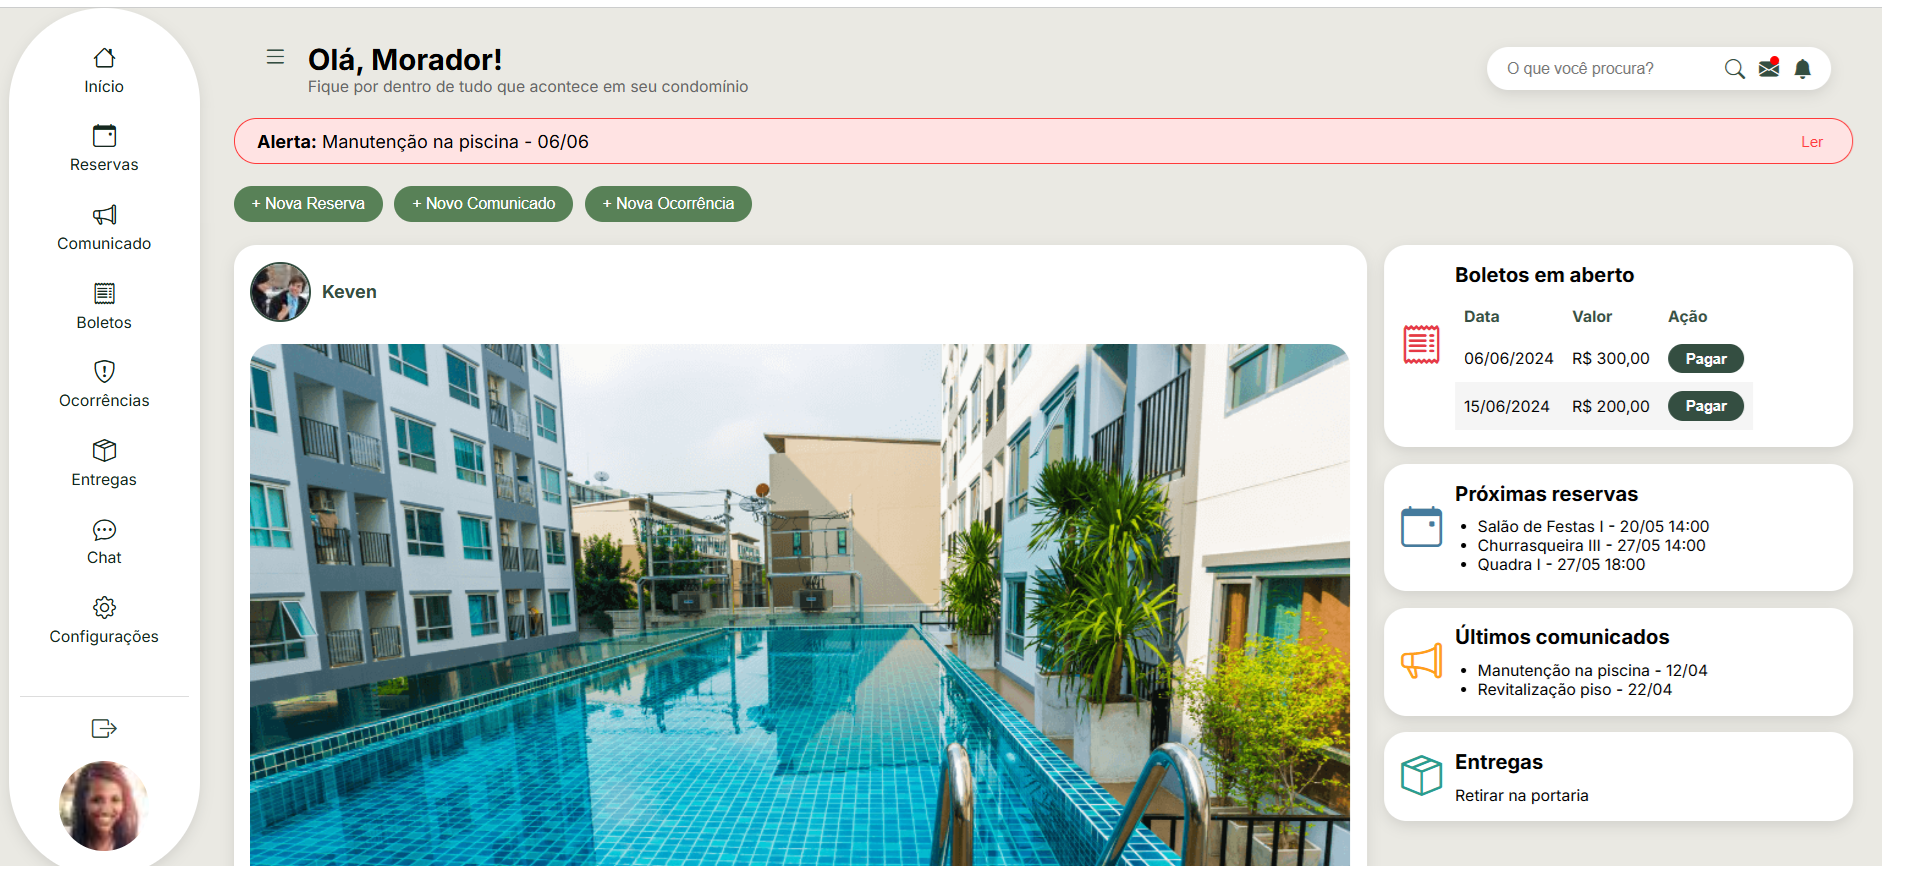 Início
Reservas
Comunicado
Boletos
Ocorrências
Entregas
Chat
Configurações
Olá, Morador!
Fique por dentro de tudo que acontece em seu condomínio
O que você procura?
Alerta: Manutenção na piscina - 06/06
Ler
+ Nova Reserva
+ Novo Comunicado
+ Nova Ocorrência
Keven
Boletos em aberto
Data Valor Ação
06/06/2024 R$ 300,00 Pagar
15/06/2024 R$ 200,00 Pagar
Próximas reservas
• Salão de Festas I - 20/05 14:00
• Churrasqueira III - 27/05 14:00
• Quadra I - 27/05 18:00
Últimos comunicados
• Manutenção na piscina - 12/04
• Revitalização piso - 22/04
Entregas
Retirar na portaria